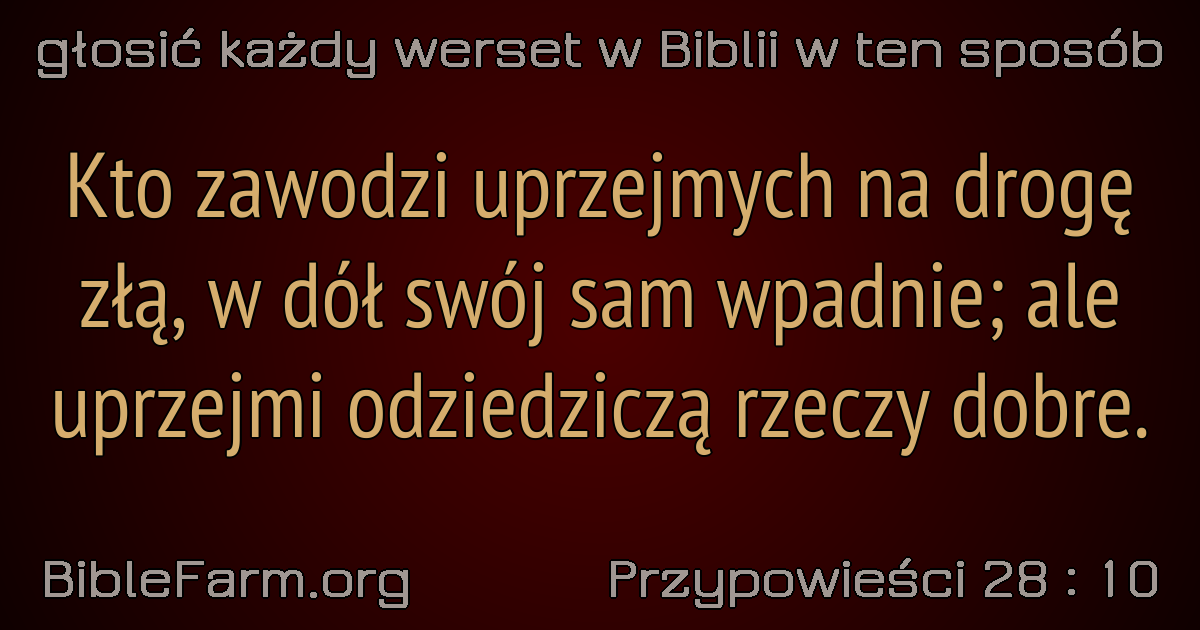 głosić każdy werset w Biblii w ten sposób
Kto zawodzi uprzejmych na drogę
złą, w dół swój sam wpadnie; ale
uprzejmi odziedziczą rzeczy dobre.
BibleFarm.org
Przypowieści 28 : 10